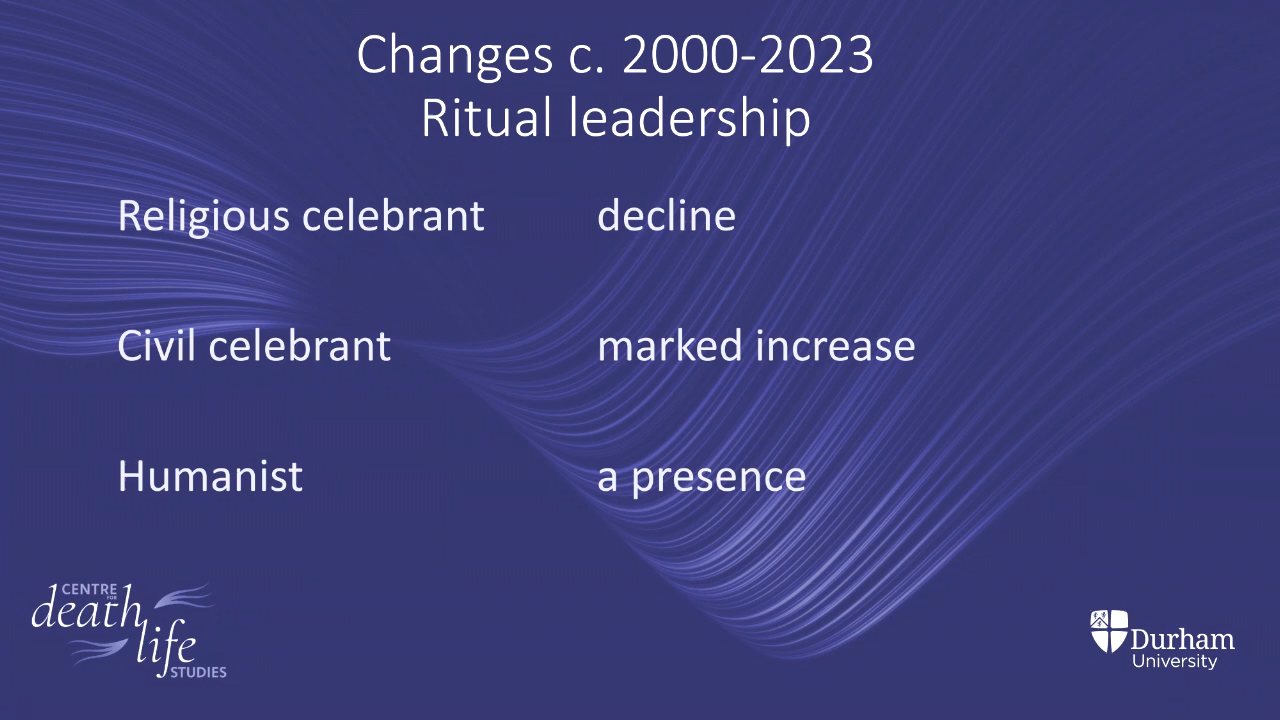 Changes c. 2000-2023
Ritual leadership
Religious celebrant decline
Civil celebrant marked increase
Humanist a presence
CENTRE
FOR
death
life
STUDIES
Durham
University